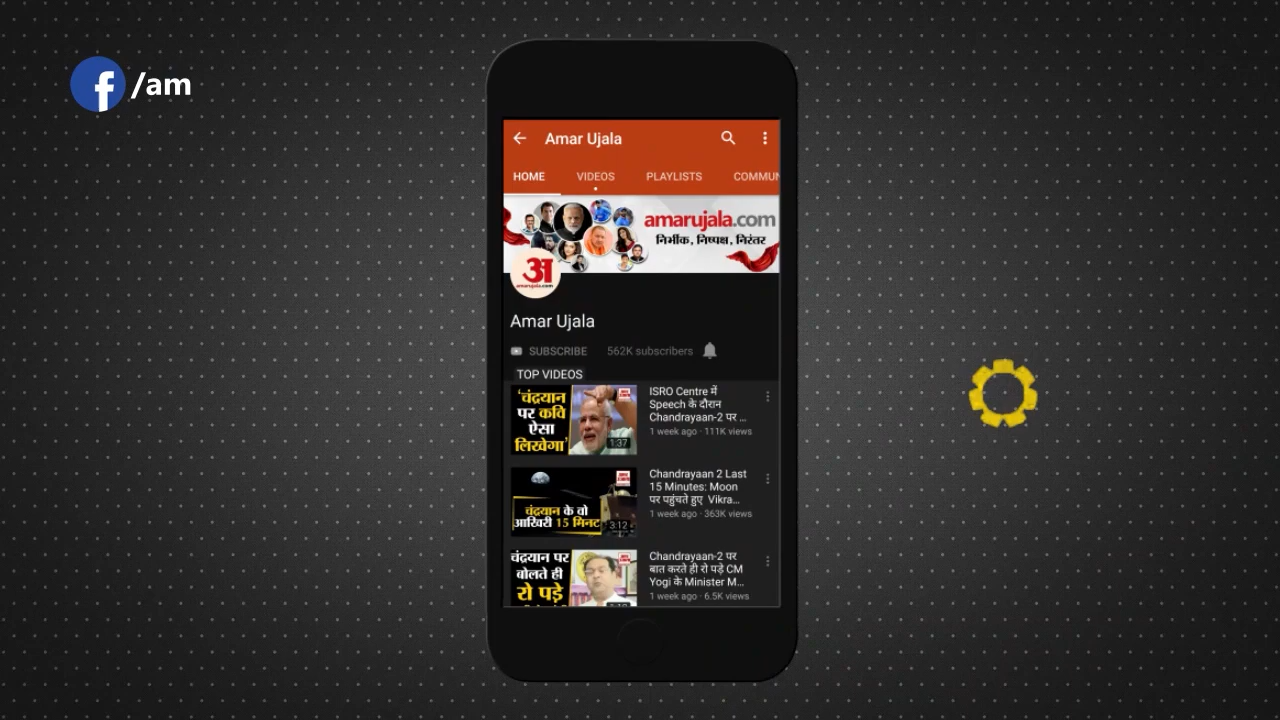 /am
Amar Ujala
HOME VIDEOS PLAYLISTS COMMUN
amarujala.com
निर्भीक, निष्पक्ष, निरंतर
अ
amarujala.com
Amar Ujala
SUBSCRIBE 562K subscribers
TOP VIDEOS
'चंद्रयान
पर कवि
ऐसा
लिखेगा'
1:37
ISRO Centre में
Speech के दौरान
Chandrayaan-2 पर ...
1 week ago · 111K views
चंद्रयान के वो
आखिरी 15 मिनट
3:12
Chandrayaan 2 Last
15 Minutes: Moon
पर पहुंचते हुए Vikra...
1 week ago · 363K views
चंद्रयान पर
बोलते ही
रो पड़े
Chandrayaan-2 पर
बात करते ही रो पड़े CM
Yogi के Minister M...
1 week ago · 6.5K views